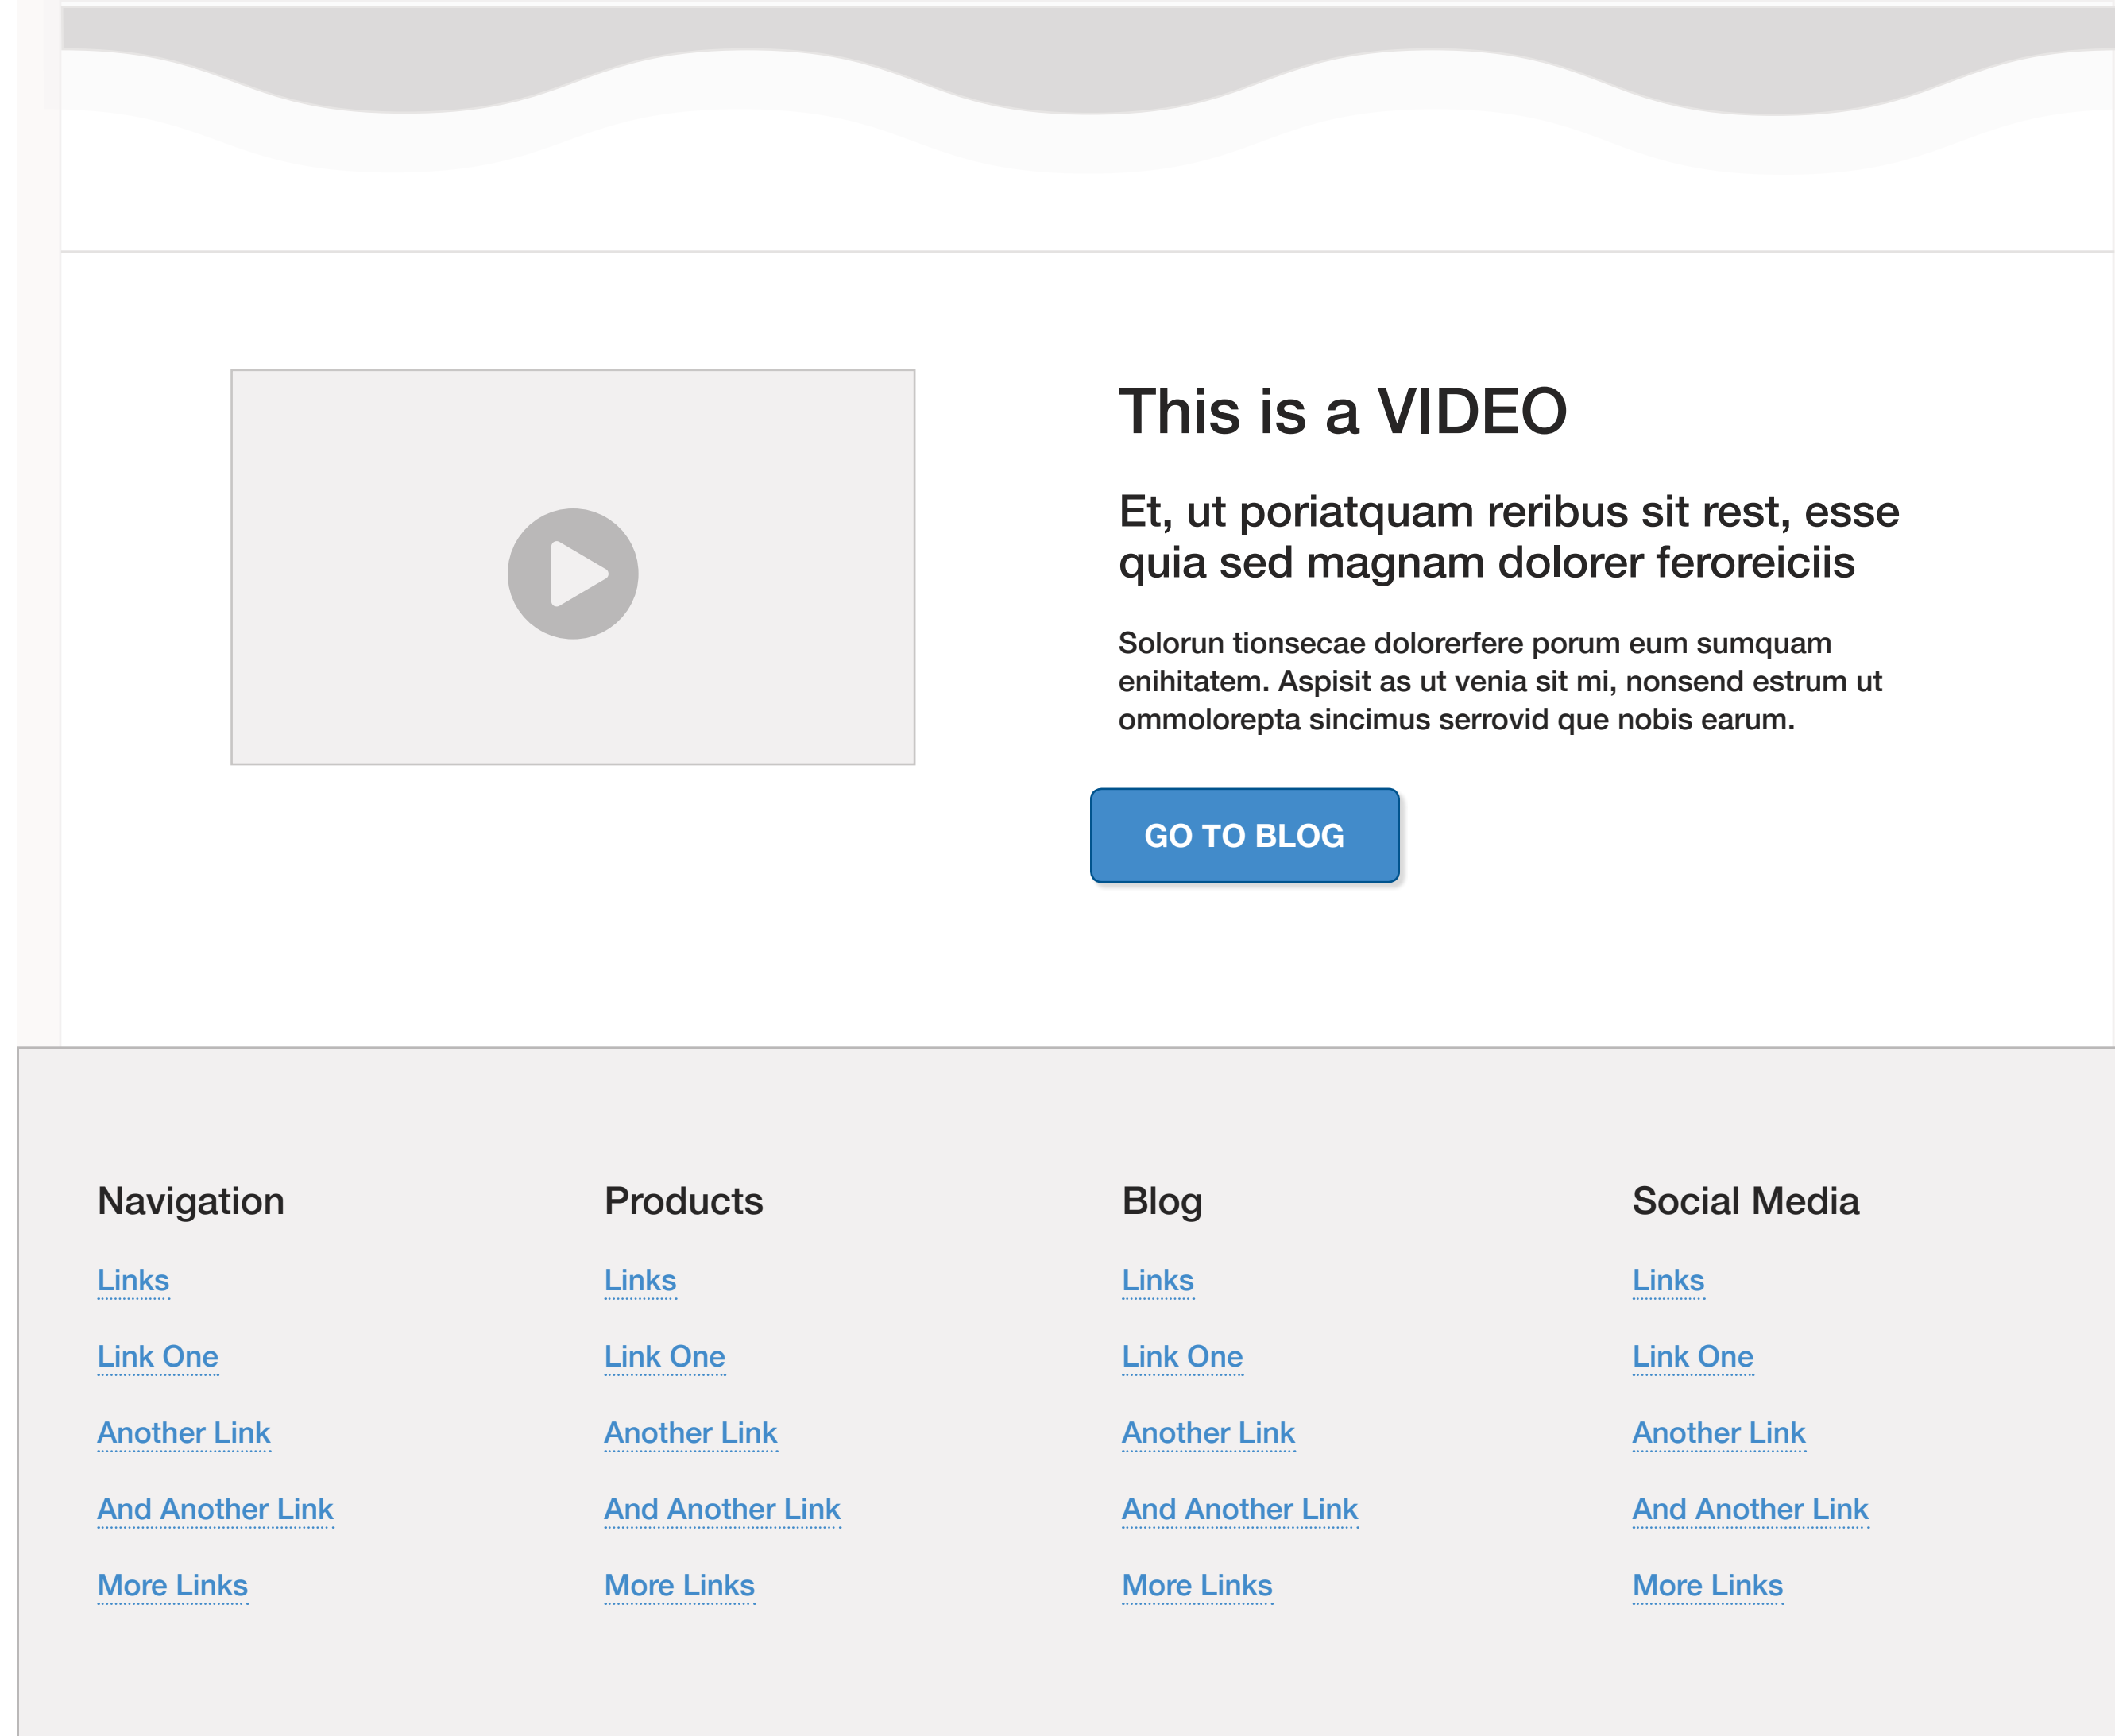 This is a VIDEO
Et, ut poriatquam reribus sit rest, esse
quia sed magnam dolorer feroreiciis
Solorun tionsecae dolorerfere porum eum sumquam
enihitatem. Aspisit as ut venia sit mi, nonsend estrum ut
ommolorepta sincimus serrovid que nobis earum.
GO TO BLOG
Navigation
Links
Link One
Another Link
And Another Link
More Links
Products
Links
Link One
Another Link
And Another Link
More Links
Blog
Links
Link One
Another Link
And Another Link
More Links
Social Media
Links
Link One
Another Link
And Another Link
More Links